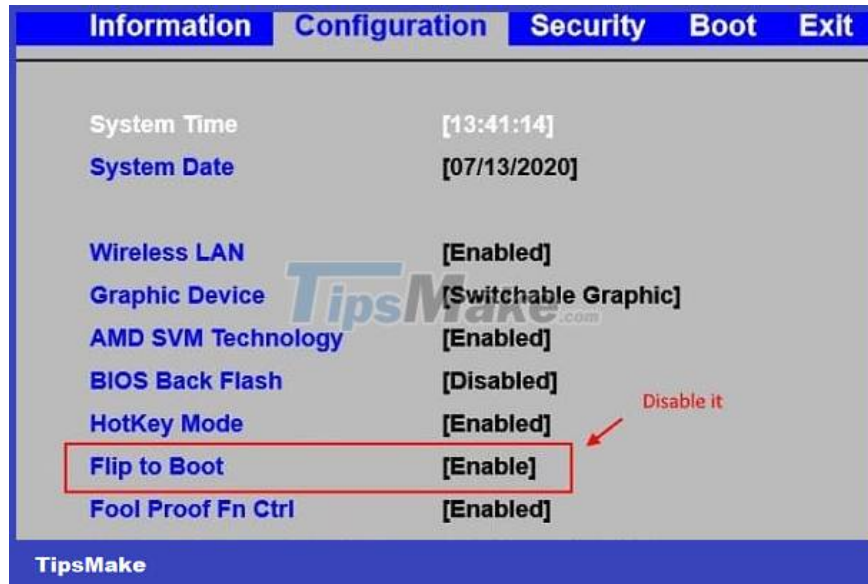 Information Configuration Security Boot Exit
System Time [13:41:14]
System Date [07/13/2020]
Wireless LAN [Enabled]
Graphic Device [Switchable Graphic]
TipsMake.com
AMD SVM Technology [Enabled]
BIOS Back Flash [Disabled]
Disable it
HotKey Mode [Enabled]
Flip to Boot [Enable]
Fool Proof Fn Ctrl [Enabled]
TipsMake